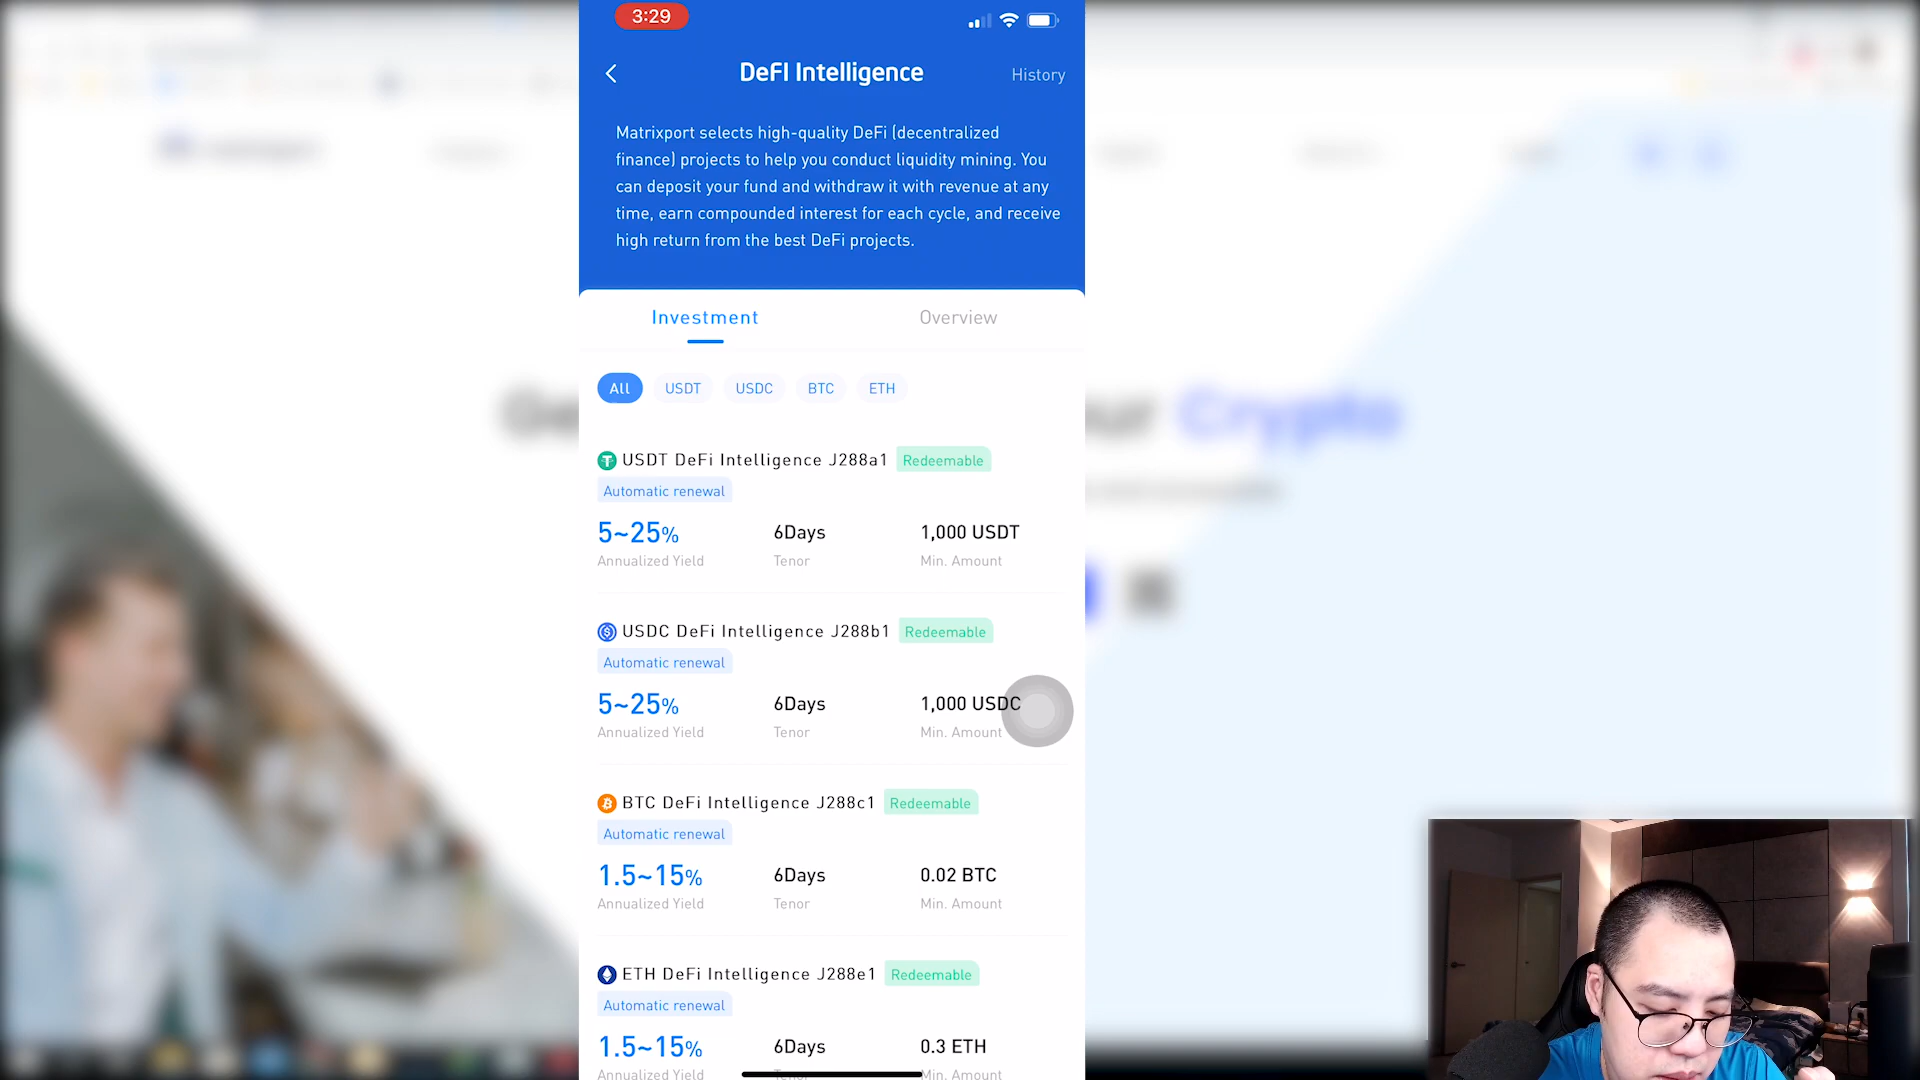 3:29
DeFI Intelligence
History
Matrixport selects high-quality DeFi (decentralized
finance) projects to help you conduct liquidity mining. You
can deposit your fund and withdraw it with revenue at any
time, earn compounded interest for each cycle, and receive
high return from the best DeFi projects.
Investment Overview
All USDT USDC BTC ETH
USDT DeFi Intelligence J288a1 Redeemable
Automatic renewal
5~25% 6Days 1,000 USDT
Annualized Yield Tenor Min. Amount
USDC DeFi Intelligence J288b1 Redeemable
Automatic renewal
5~25% 6Days 1,000 USDC
Annualized Yield Tenor Min. Amount
BTC DeFi Intelligence J288c1 Redeemable
Automatic renewal
1.5~15% 6Days 0.02 BTC
Annualized Yield Tenor Min. Amount
ETH DeFi Intelligence J288e1 Redeemable
Automatic renewal
1.5~15% 6Days 0.3 ETH
Annualized Yield Tenor Min. Amount
Crypto